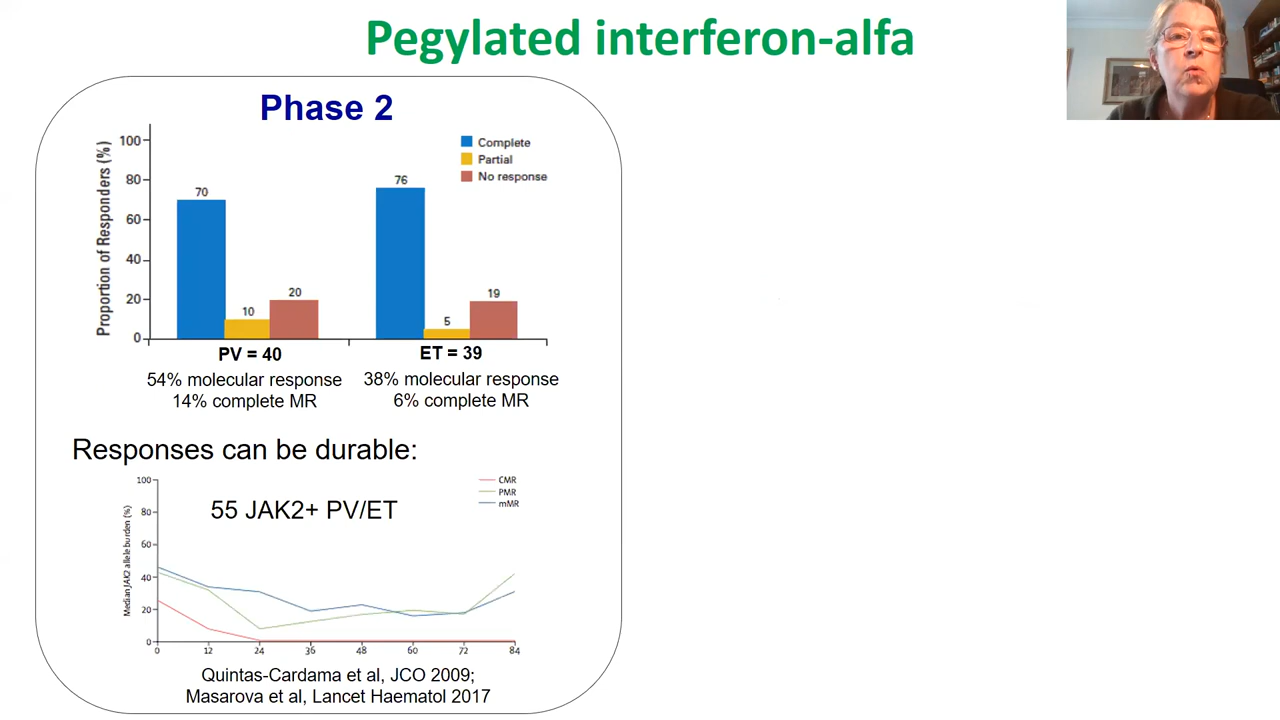 Pegylated interferon-alfa
Phase 2
Proportion of Responders (%)
100
80
60
40
20
0
Complete
Partial
No response
70
10
20
76
5
19
PV = 40
ET = 39
54% molecular response
14% complete MR
38% molecular response
6% complete MR
Responses can be durable:
55 JAK2+ PV/ET
Median JAK2 allele burden (%)
100
80
60
40
20
0
CMR
PMR
mMR
0
12
24
36
48
60
72
84
Quintas-Cardama et al, JCO 2009;
Masarova et al, Lancet Haematol 2017